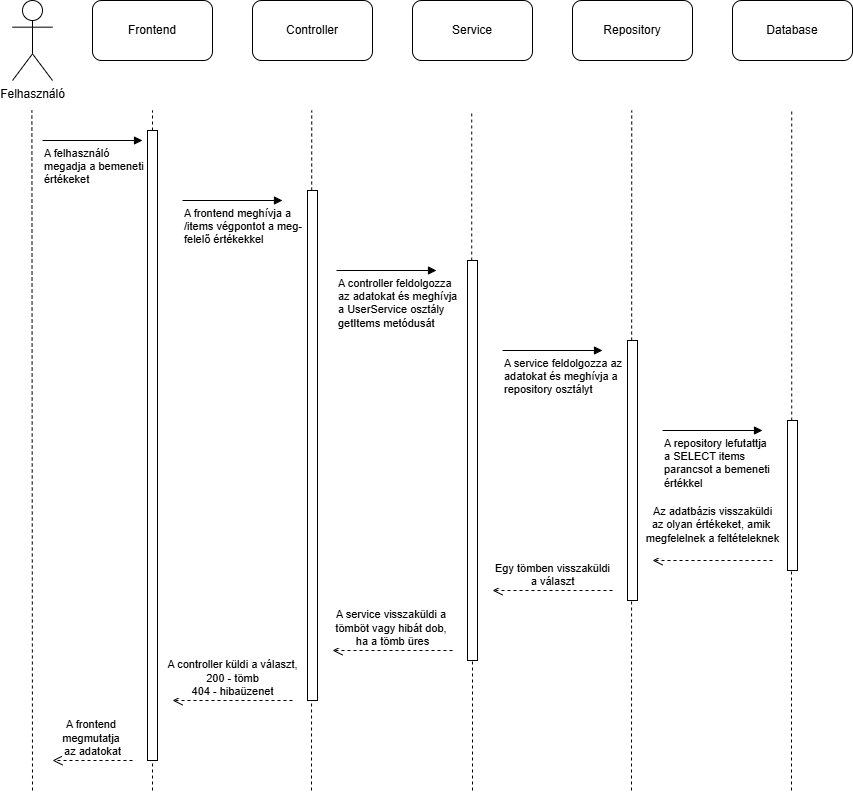 Frontend
Controller
Service
Repository
Database
Felhasználó
A felhasználó
megadja a bemeneti
értékeket
A frontend meghívja a
/items végpontot a meg-
felelő értékekkel
A controller feldolgozza
az adatokat és meghívja
a UserService osztály
getItems metódusát
A service feldolgozza az
adatokat és meghívja a
repository osztályt
A repository lefutattja
a SELECT items
parancsot a bemeneti
értékkel
Az adatbázis visszaküldi
az olyan értékeket, amik
megfelelnek a feltételeknek
Egy tömben visszaküldi
a választ
A service visszaküldi a
tömböt vagy hibát dob,
ha a tömb üres
A controller küldi a választ,
200 - tömb
404 - hibaüzenet
A frontend
megmutatja
az adatokat